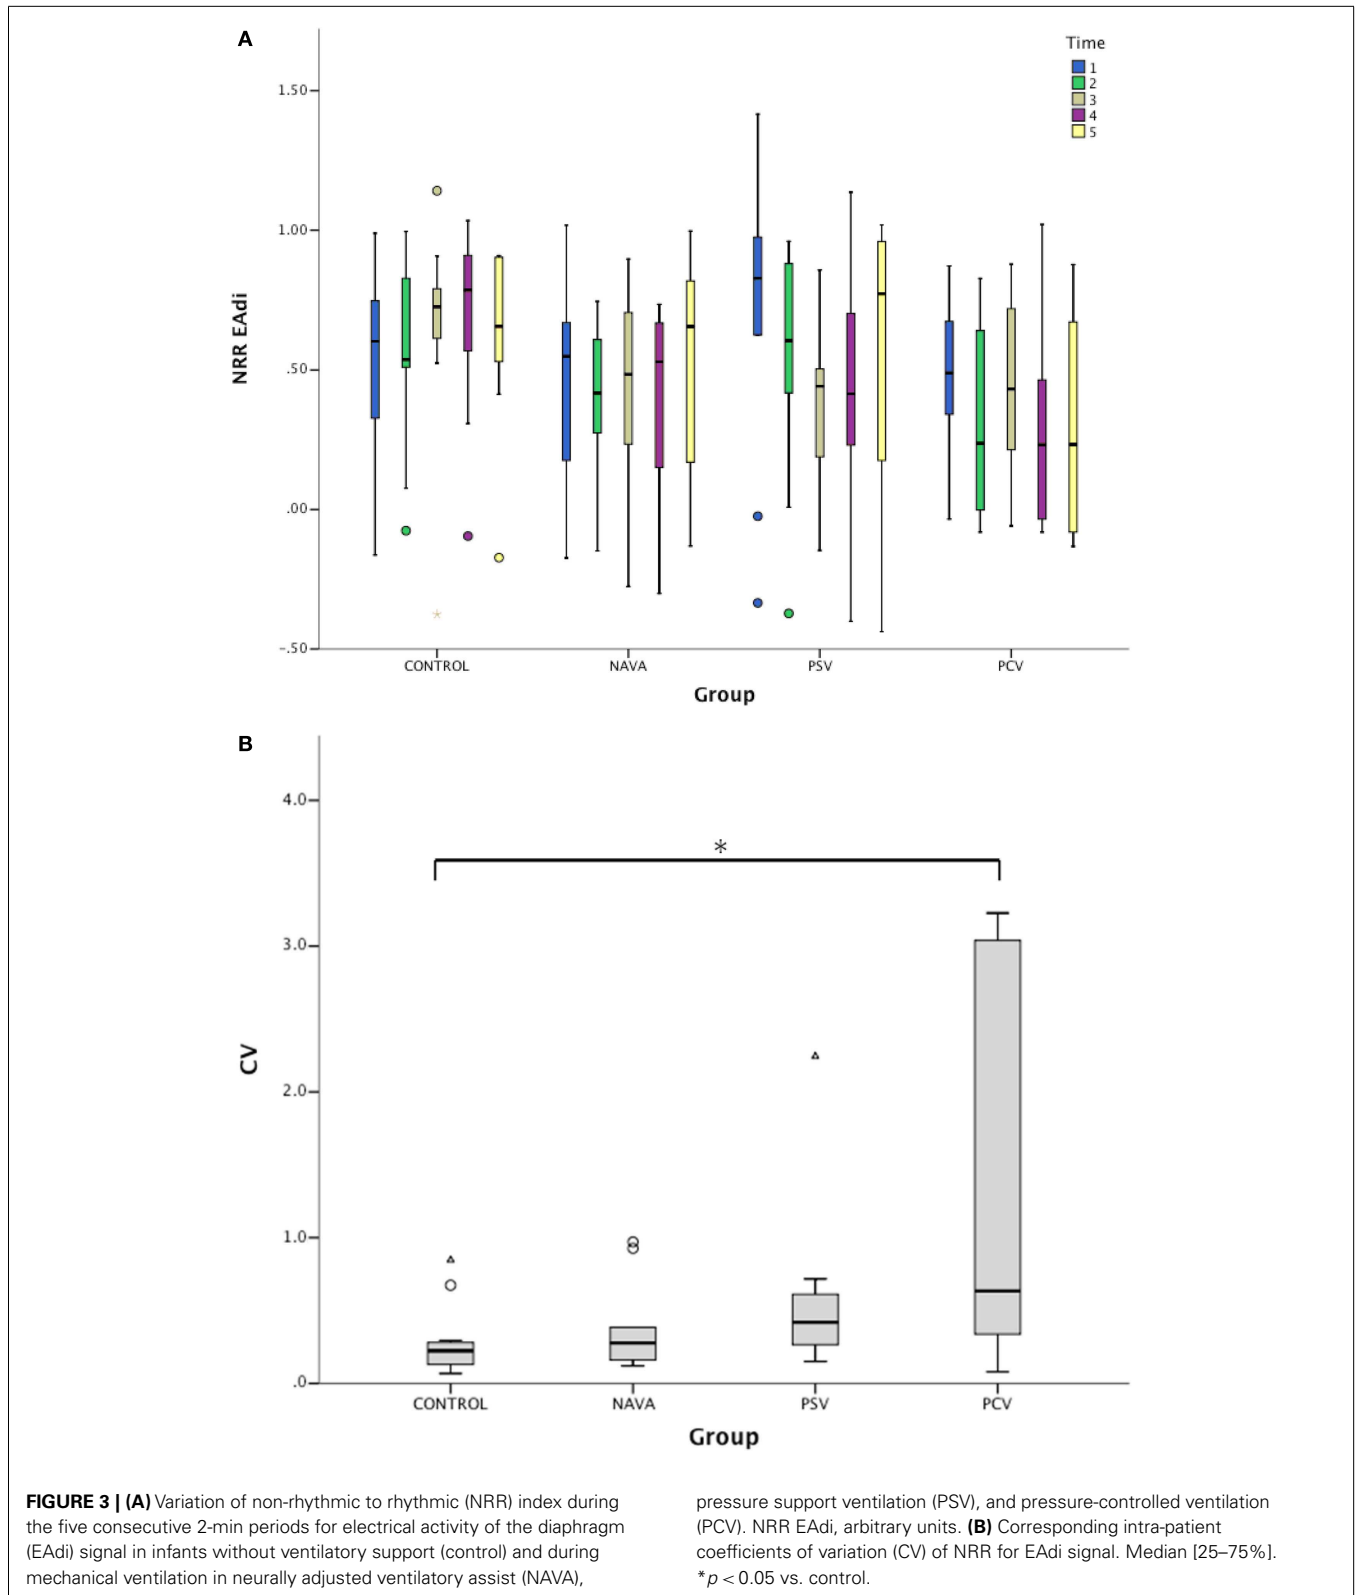 A
Time
1
2
3
4
5
1.50
1.00
.50
.00
-.50
NRR EAdi
CONTROL NAVA PSV PCV
Group
B
*
4.0
3.0
2.0
1.0
.0
CV
CONTROL NAVA PSV PCV
Group
FIGURE 3 | (A) Variation of non-rhythmic to rhythmic (NRR) index during
the five consecutive 2-min periods for electrical activity of the diaphragm
(EAdi) signal in infants without ventilatory support (control) and during
mechanical ventilation in neurally adjusted ventilatory assist (NAVA),
pressure support ventilation (PSV), and pressure-controlled ventilation
(PCV). NRR EAdi, arbitrary units. (B) Corresponding intra-patient
coefficients of variation (CV) of NRR for EAdi signal. Median [25–75%].
*p < 0.05 vs. control.